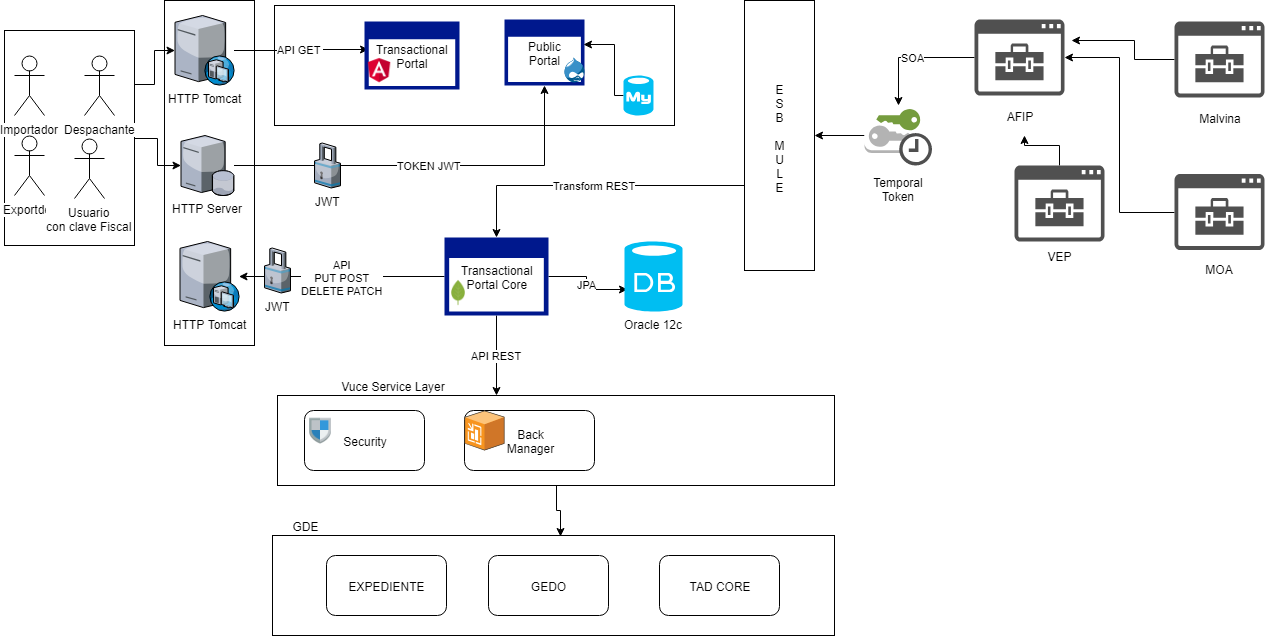 Importador
Despachante
Exportdo
Usuario
con clave Fiscal
HTTP Tomcat
HTTP Server
HTTP Tomcat
API GET
Transactional
Portal
Public
Portal
My
JWT
TOKEN JWT
JWT
API
PUT POST
DELETE PATCH
Transform REST
Transactional
Portal Core
JPA
DB
Oracle 12c
API REST
Vuce Service Layer
Security
Back
Manager
GDE
EXPEDIENTE
GEDO
TAD CORE
E
S
B
M
U
L
E
SOA
Temporal
Token
AFIP
VEP
Malvina
MOA